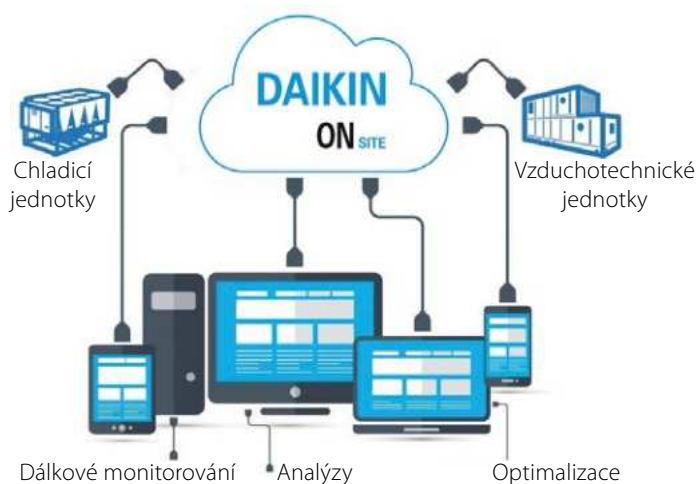 DAIKIN
ON SITE
Chladicí
jednotky
Vzduchotechnické
jednotky
Dálkové monitorování
Analýzy
Optimalizace